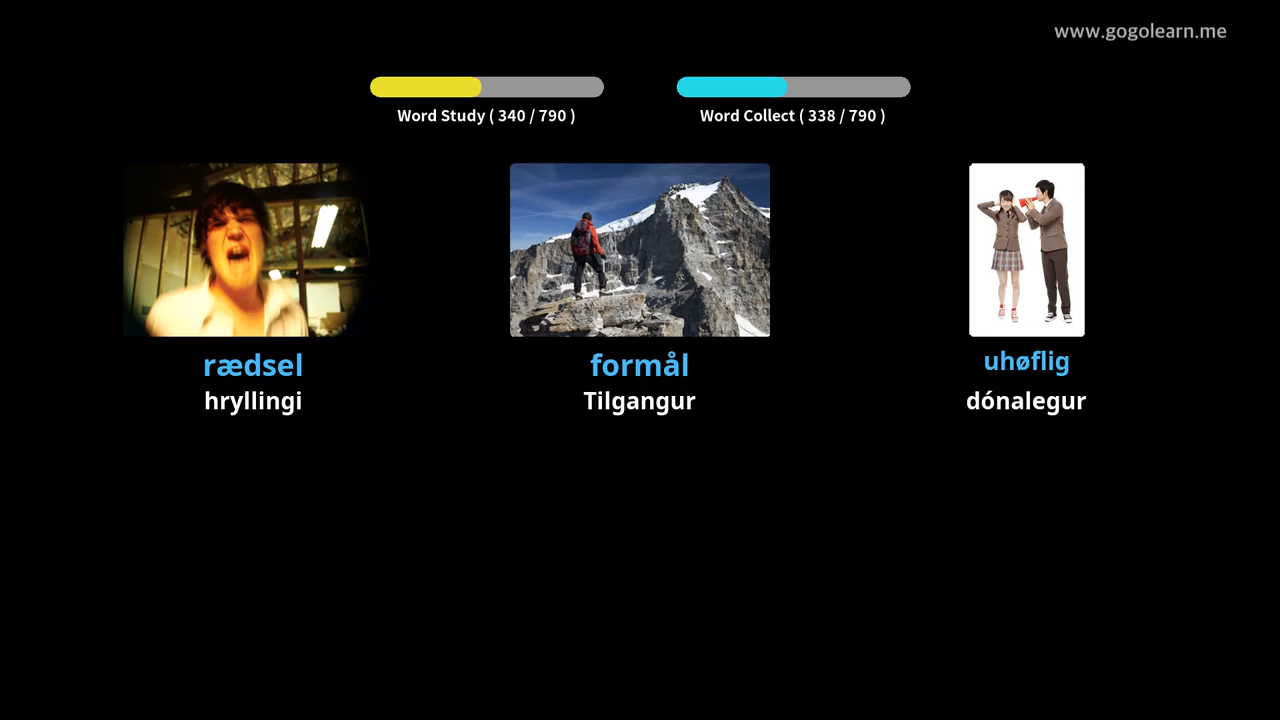 www.gogolearn.me
Word Study ( 340 / 790 )
Word Collect ( 338 / 790 )
rædsel
hryllingi
formål
Tilgangur
uhøflig
dónalegur